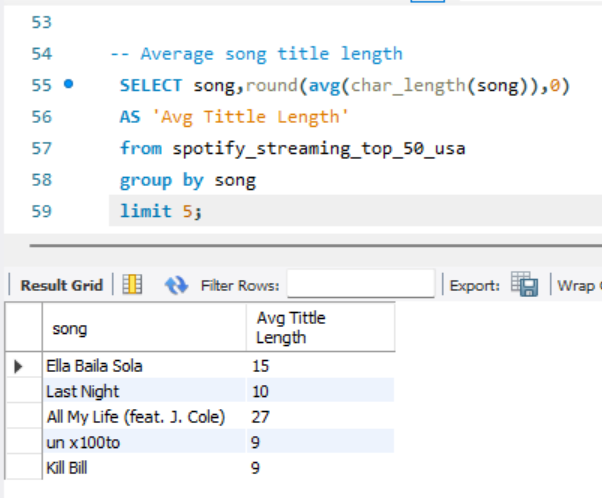 53
54 -- Average song title length
55 SELECT song,round(avg(char_length(song)),0)
56 AS 'Avg Tittle Length'
57 from spotify_streaming_top_50_usa
58 group by song
59 limit 5;
Result Grid Filter Rows: Export: Wrap
song Avg Tittle
Length
Ella Baila Sola 15
Last Night 10
All My Life (feat. J. Cole) 27
un x100to 9
Kill Bill 9